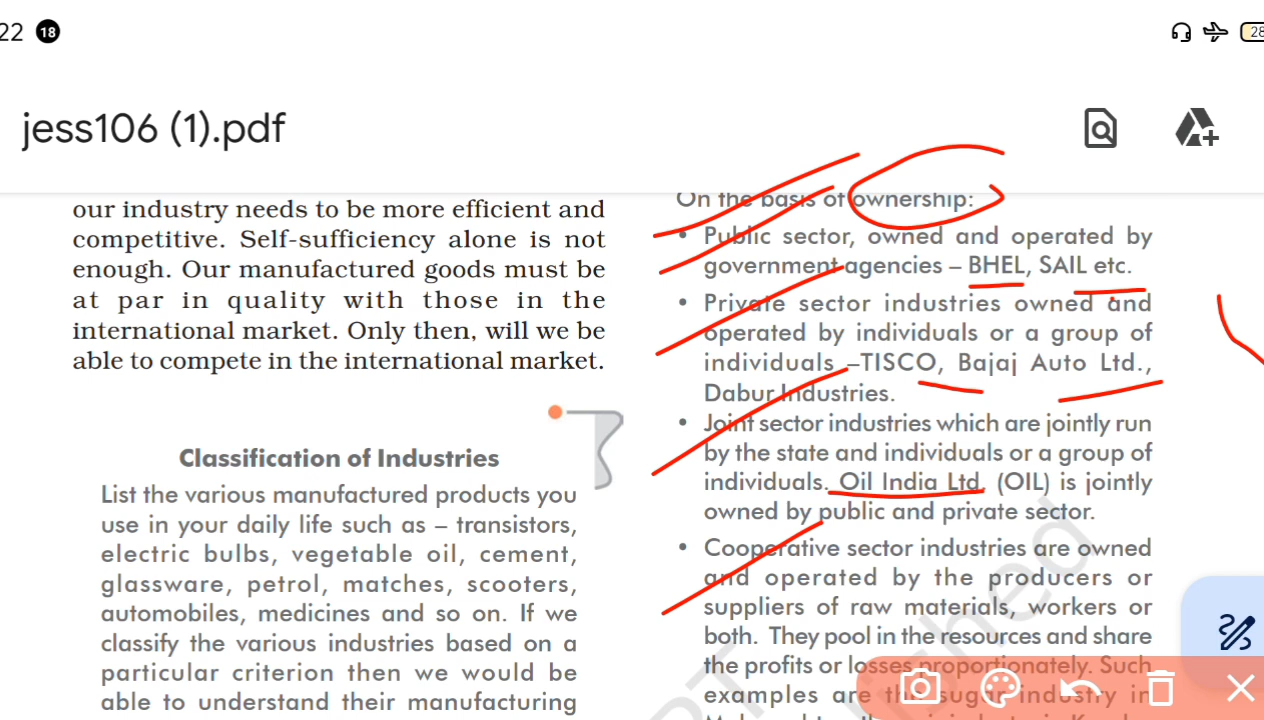 22 18
28
jess106 (1).pdf
our industry needs to be more efficient and
competitive. Self-sufficiency alone is not
enough. Our manufactured goods must be
at par in quality with those in the
international market. Only then, will we be
able to compete in the international market.
Classification of Industries
List the various manufactured products you
use in your daily life such as – transistors,
electric bulbs, vegetable oil, cement,
glassware, petrol, matches, scooters,
automobiles, medicines and so on. If we
classify the various industries based on a
particular criterion then we would be
able to understand their manufacturing
On the basis of ownership:
• Public sector, owned and operated by
government agencies – BHEL, SAIL etc.
• Private sector industries owned and
operated by individuals or a group of
individuals –TISCO, Bajaj Auto Ltd.,
Dabur Industries.
• Joint sector industries which are jointly run
by the state and individuals or a group of
individuals. Oil India Ltd. (OIL) is jointly
owned by public and private sector.
• Cooperative sector industries are owned
and operated by the producers or
suppliers of raw materials, workers or
both. They pool in the resources and share
the profits or losses proportionately. Such
examples are the sugar industry in